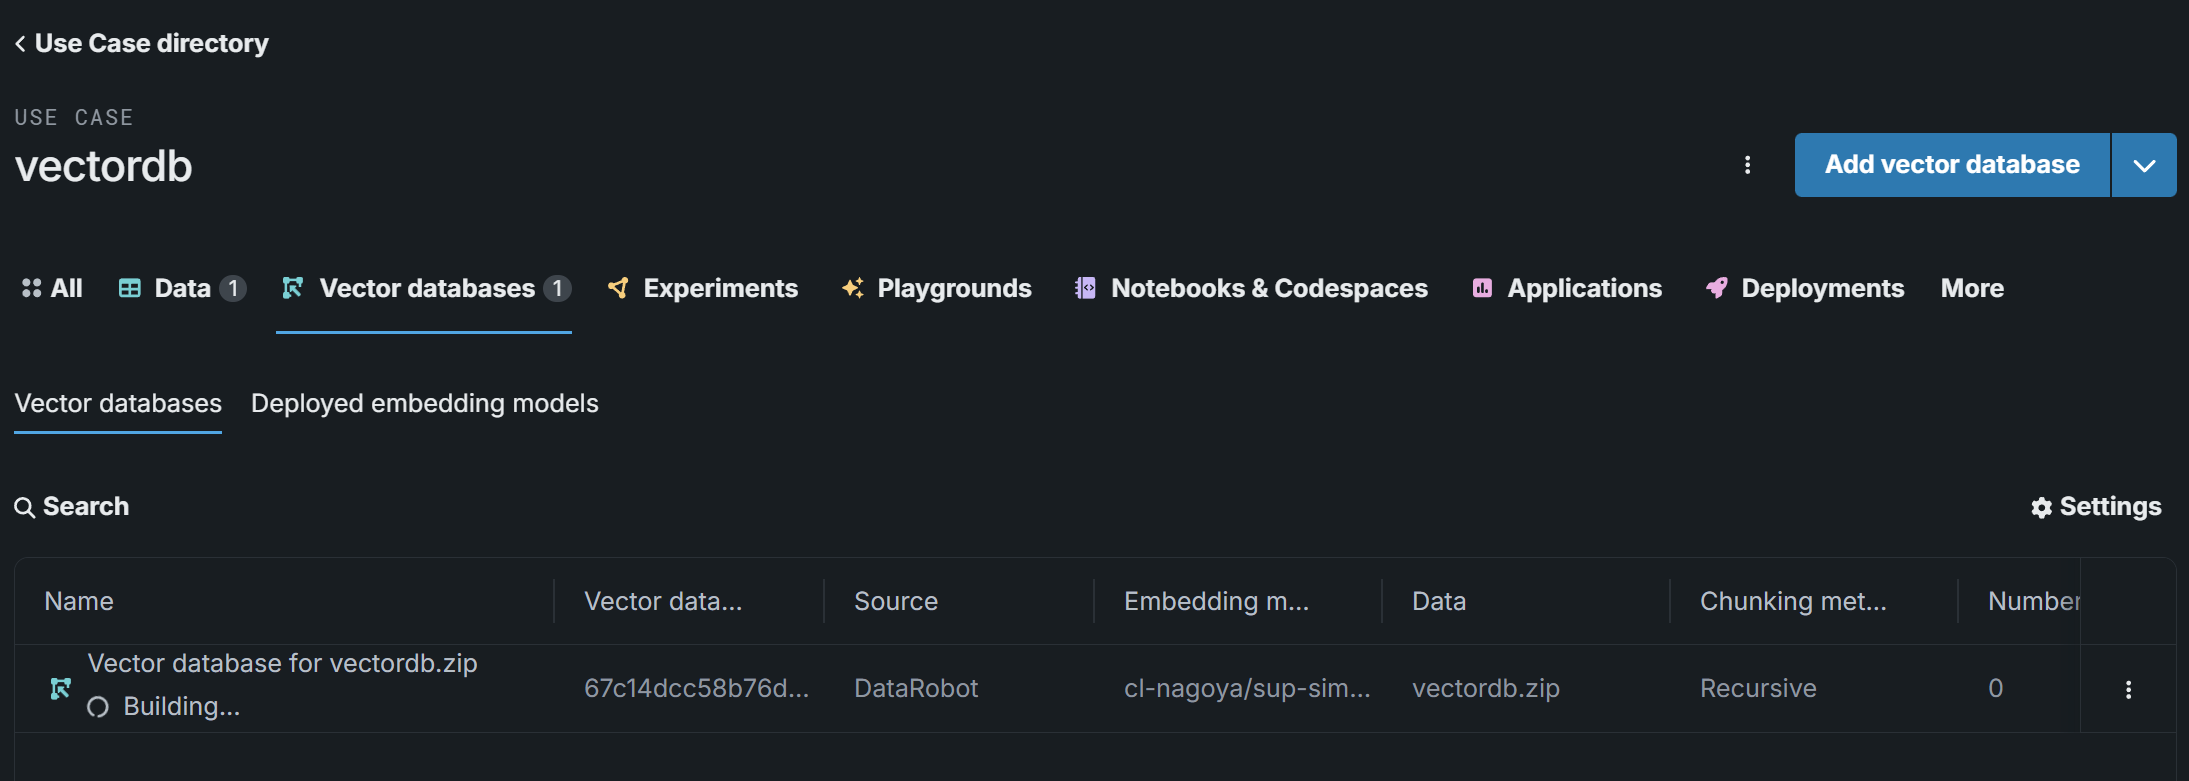 Use Case directory
USE CASE
vectordb
Add vector database
All Data 1 Vector databases 1 Experiments Playgrounds Notebooks & Codespaces Applications Deployments More
Vector databases Deployed embedding models
Search Settings
Name Vector data... Source Embedding m... Data Chunking met... Number
Vector database for vectordb.zip
67c14dcc58b76d... DataRobot cl-nagoya/sup-sim... vectordb.zip Recursive 0
Building...